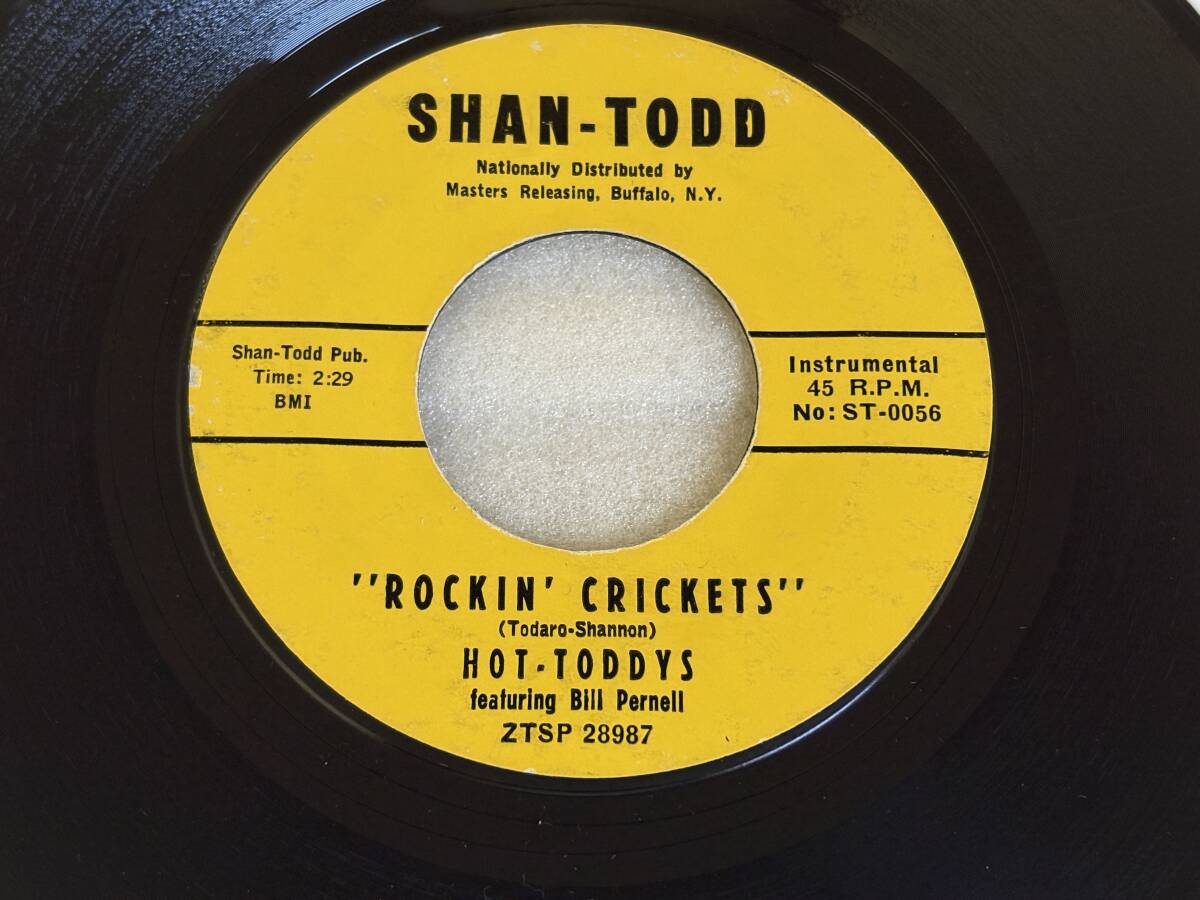 SHAN-TODD
Nationally Distributed by
Masters Releasing, Buffalo, N.Y.
Shan-Todd Pub.
Time: 2:29
BMI
Instrumental
45 R.P.M.
No: ST-0056
"ROCKIN' CRICKETS"
(Todaro-Shannon)
HOT-TODDYS
featuring Bill Pernell
ZTSP 28987